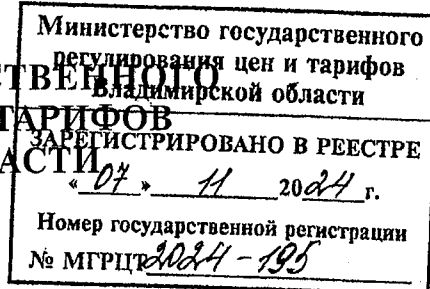 Министерство государственного
регулирования цен и тарифов
Владимирской области
СТВЕННОГО
ТАРИФОВ
АСТИ
ЗАРЕГИСТРИРОВАНО В РЕЕСТРЕ
«07» 11 2024 г.
Номер государственной регистрации
№ МГРЦТ 2024-195